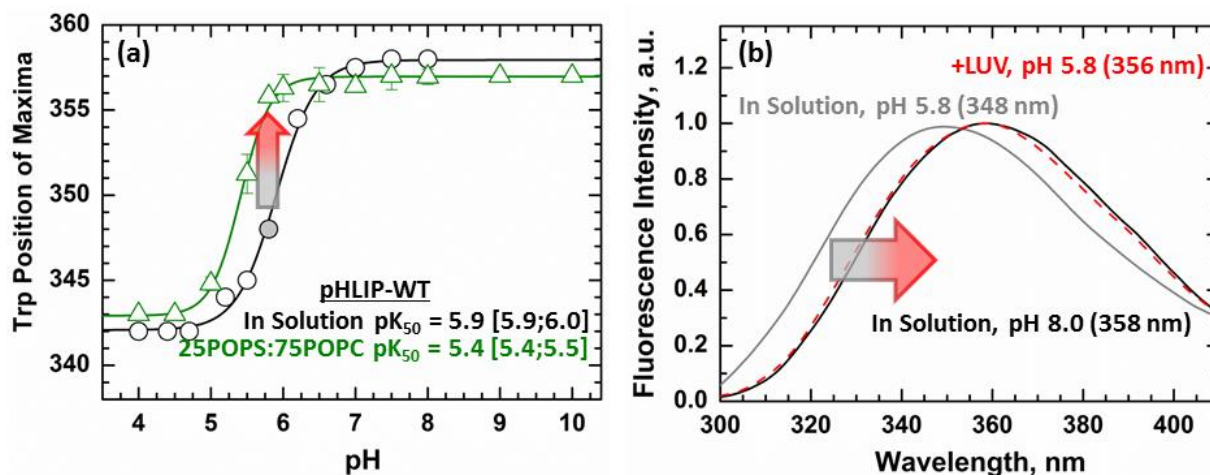 (a)
Trp Position of Maxima
360
355
350
345
340
pHLIP-WT
In Solution pK₅₀ = 5.9 [5.9;6.0]
25POPS:75POPC pK₅₀ = 5.4 [5.4;5.5]
4 5 6 7 8 9 10
pH
(b)
Fluorescence Intensity, a.u.
1.2
1.0
0.8
0.6
0.4
0.2
0.0
+LUV, pH 5.8 (356 nm)
In Solution, pH 5.8 (348 nm)
In Solution, pH 8.0 (358 nm)
300 320 340 360 380 400
Wavelength, nm